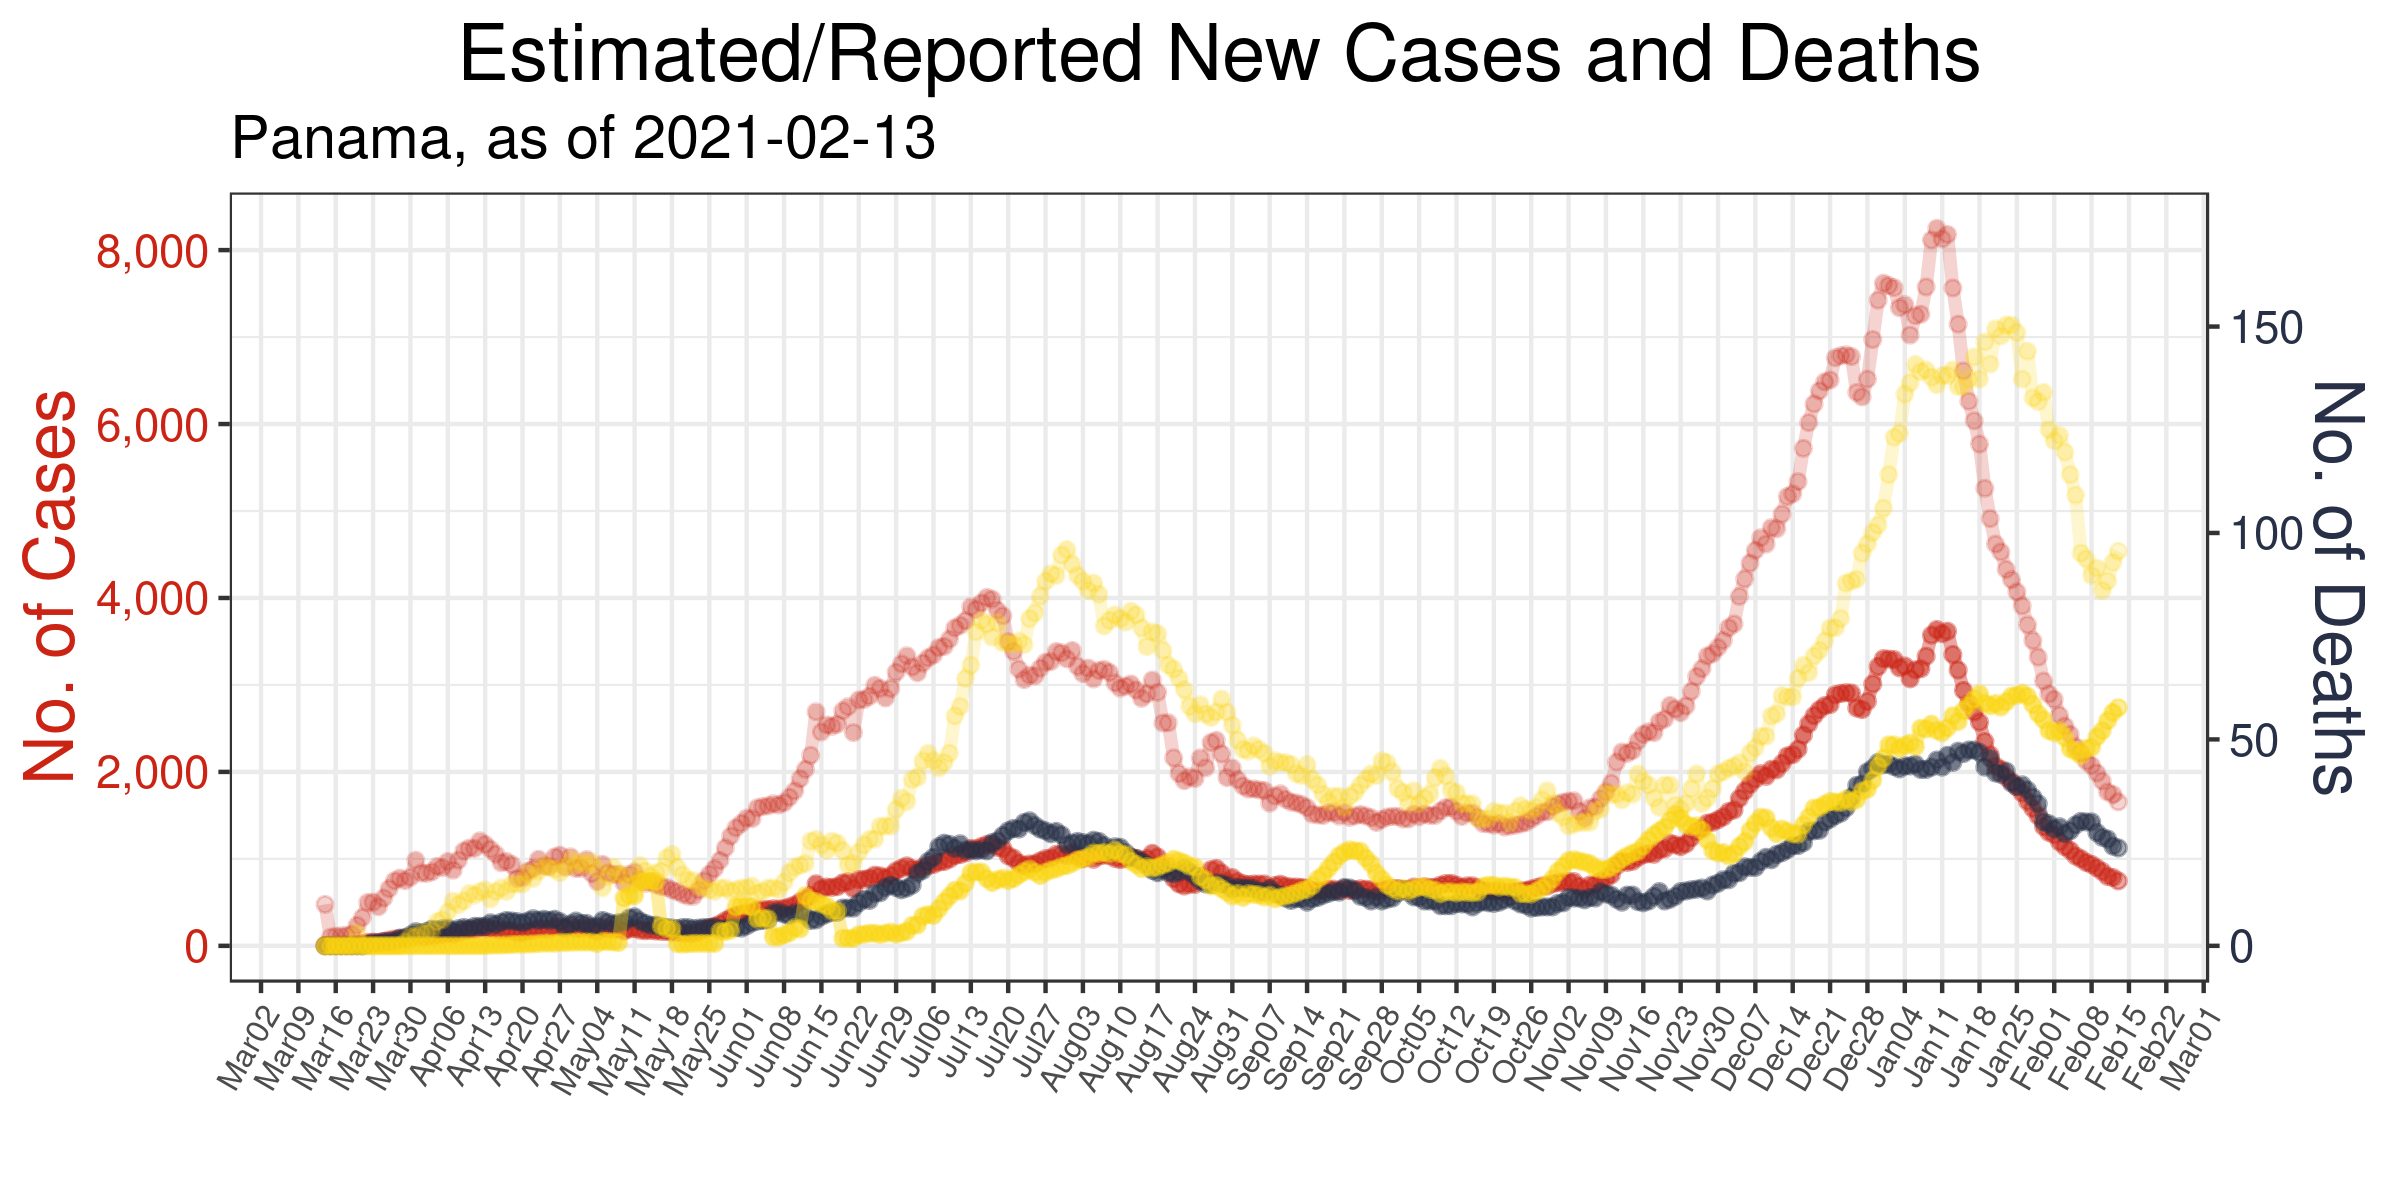 Estimated/Reported New Cases and Deaths
Panama, as of 2021-02-13
No. of Cases
8,000
6,000
4,000
2,000
0
150
100
50
0
No. of Deaths
Mar02
Mar09
Mar16
Mar23
Mar30
Apr06
Apr13
Apr20
Apr27
May04
May11
May18
May25
Jun01
Jun08
Jun15
Jun22
Jun29
Jul06
Jul13
Jul20
Jul27
Aug03
Aug10
Aug17
Aug24
Aug31
Sep07
Sep14
Sep21
Sep28
Oct05
Oct12
Oct19
Oct26
Nov02
Nov09
Nov16
Nov23
Nov30
Dec07
Dec14
Dec21
Dec28
Jan04
Jan11
Jan18
Jan25
Feb01
Feb08
Feb15
Feb22
Mar01